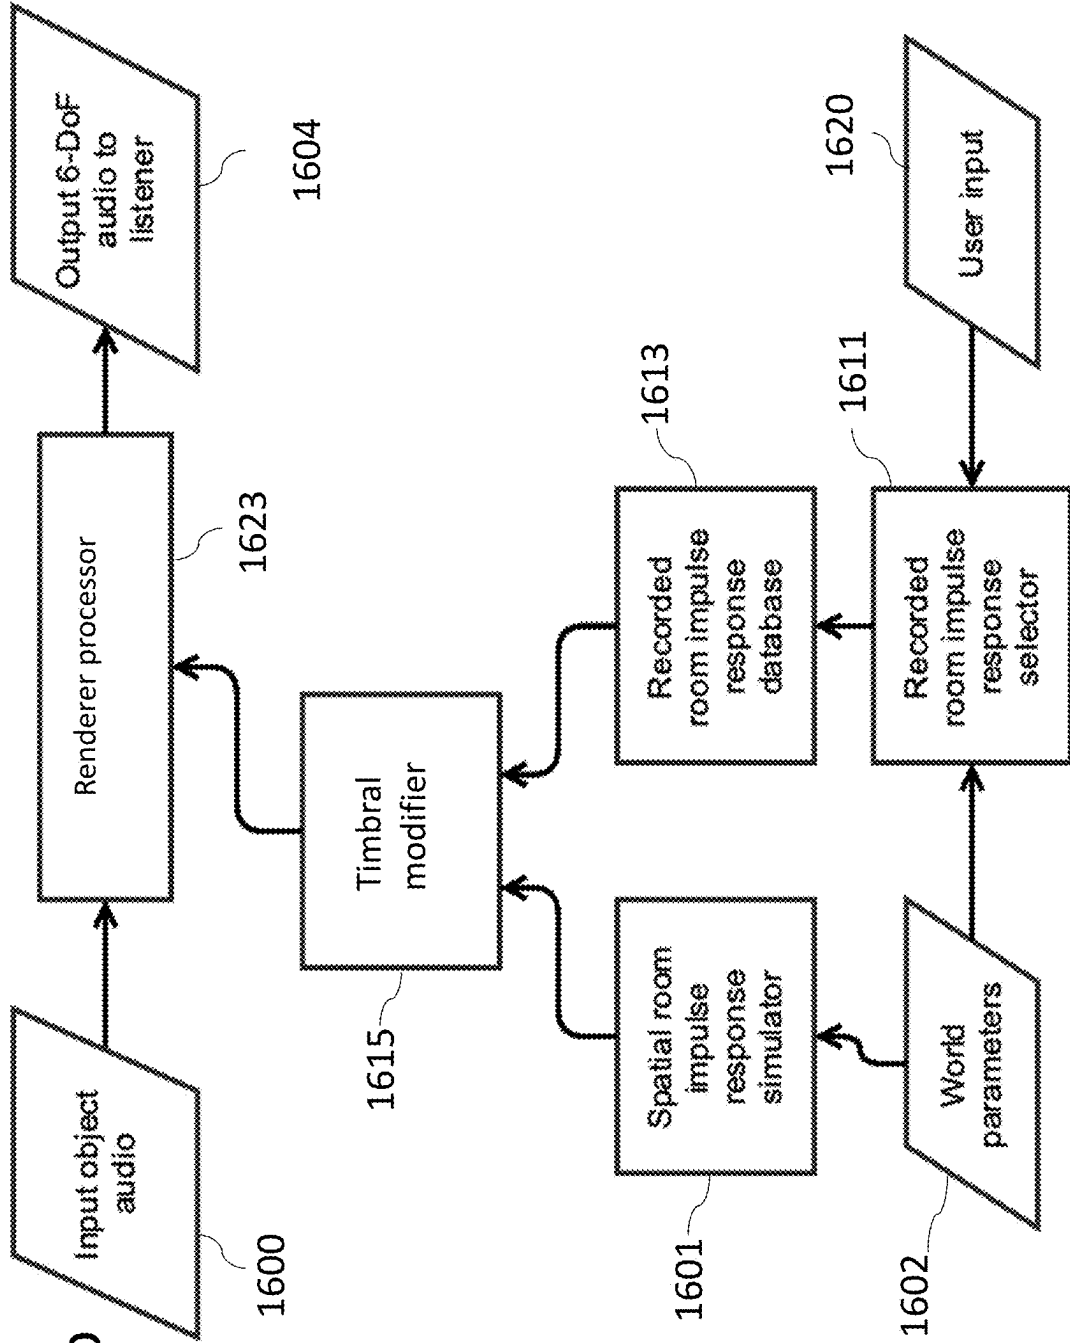 Input object
audio
1600
Renderer processor
1623
Output 6-DoF
audio to
listener
1604
Timbral
modifier
1615
Spatial room
impulse
response
simulator
1601
Recorded
room impulse
response
database
1613
World
parameters
1602
Recorded
room impulse
response
selector
1611
User input
1620